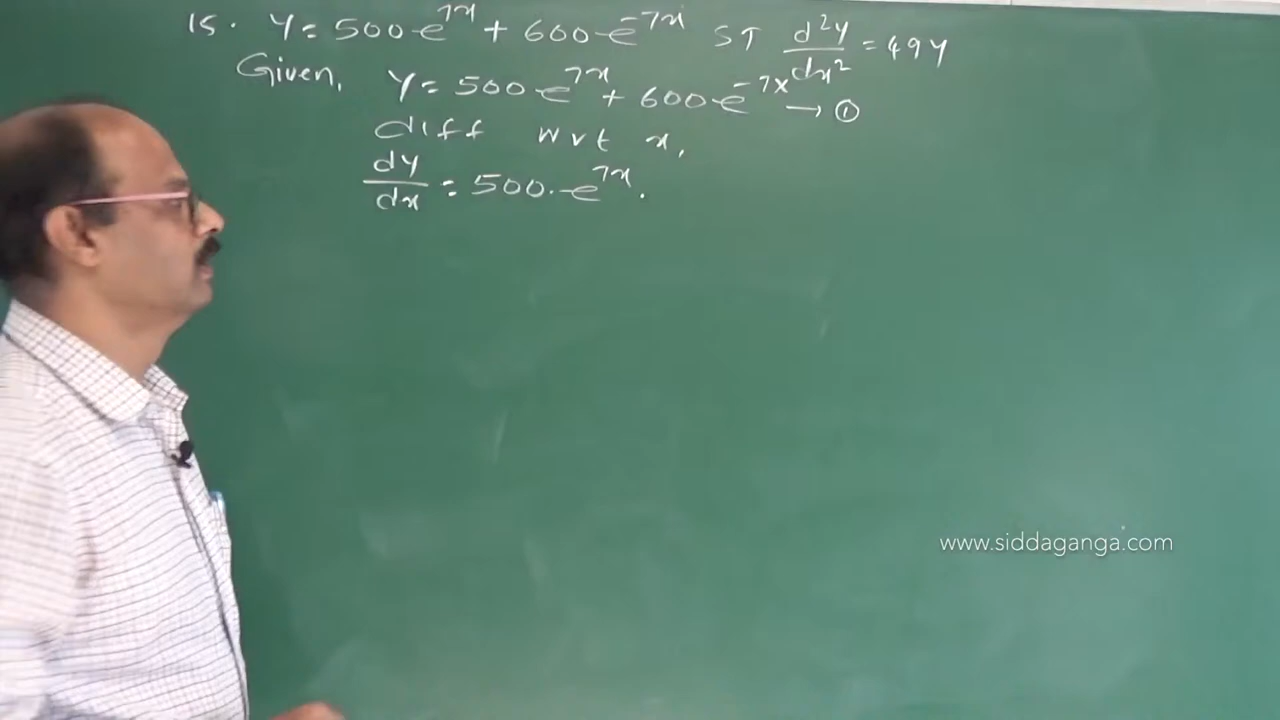 15. y = 500·e^{7x} + 600·e^{-7x} ST d²y/dx² = 49y
Given, y = 500·e^{7x} + 600·e^{-7x} → ①
diff wrt x,
dy/dx = 500·e^{7x}.
www.siddaganga.com